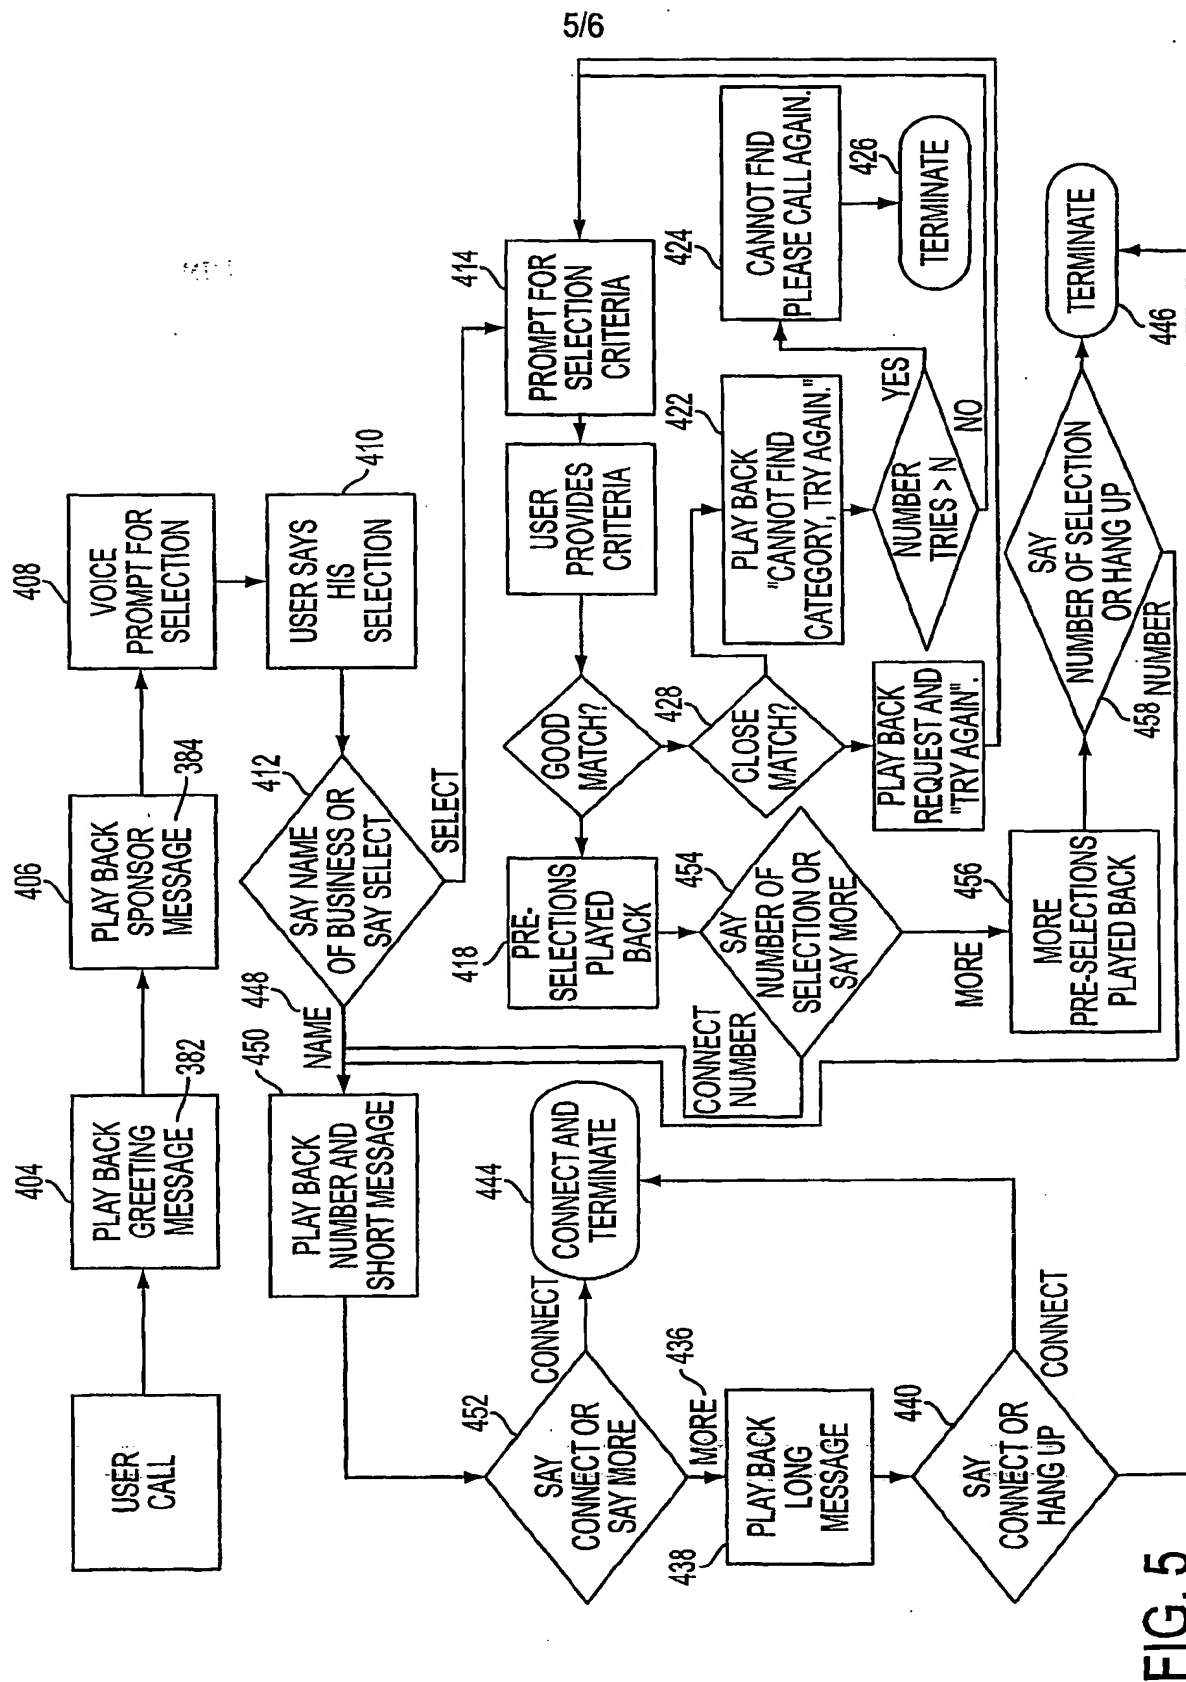 5/6
USER
CALL
404
PLAY BACK
GREETING
MESSAGE
382
406
PLAY BACK
SPONSOR
MESSAGE
384
408
VOICE
PROMPT FOR
SELECTION
410
USER SAYS
HIS
SELECTION
412
SAY NAME
OF BUSINESS OR
SAY SELECT
SELECT
448
NAME
450
PLAY BACK
NUMBER AND
SHORT MESSAGE
414
PROMPT FOR
SELECTION
CRITERIA
USER
PROVIDES
CRITERIA
GOOD
MATCH?
418
PRE-
SELECTIONS
PLAYED
BACK
428
CLOSE
MATCH?
422
PLAY BACK
"CANNOT FIND
CATEGORY, TRY AGAIN."
424
CANNOT FND
PLEASE CALL AGAIN.
426
TERMINATE
NUMBER
TRIES > N
YES
NO
PLAY BACK
REQUEST AND
"TRY AGAIN".
454
SAY
NUMBER OF
SELECTION OR
SAY MORE
CONNECT
NUMBER
MORE
456
MORE
PRE-SELECTIONS
PLAYED BACK
SAY
NUMBER OF SELECTION
OR HANG UP
458
NUMBER
TERMINATE
446
452
SAY
CONNECT OR
SAY MORE
CONNECT
444
CONNECT AND
TERMINATE
MORE
436
438
PLAY BACK
LONG
MESSAGE
440
SAY
CONNECT OR
HANG UP
CONNECT
FIG. 5